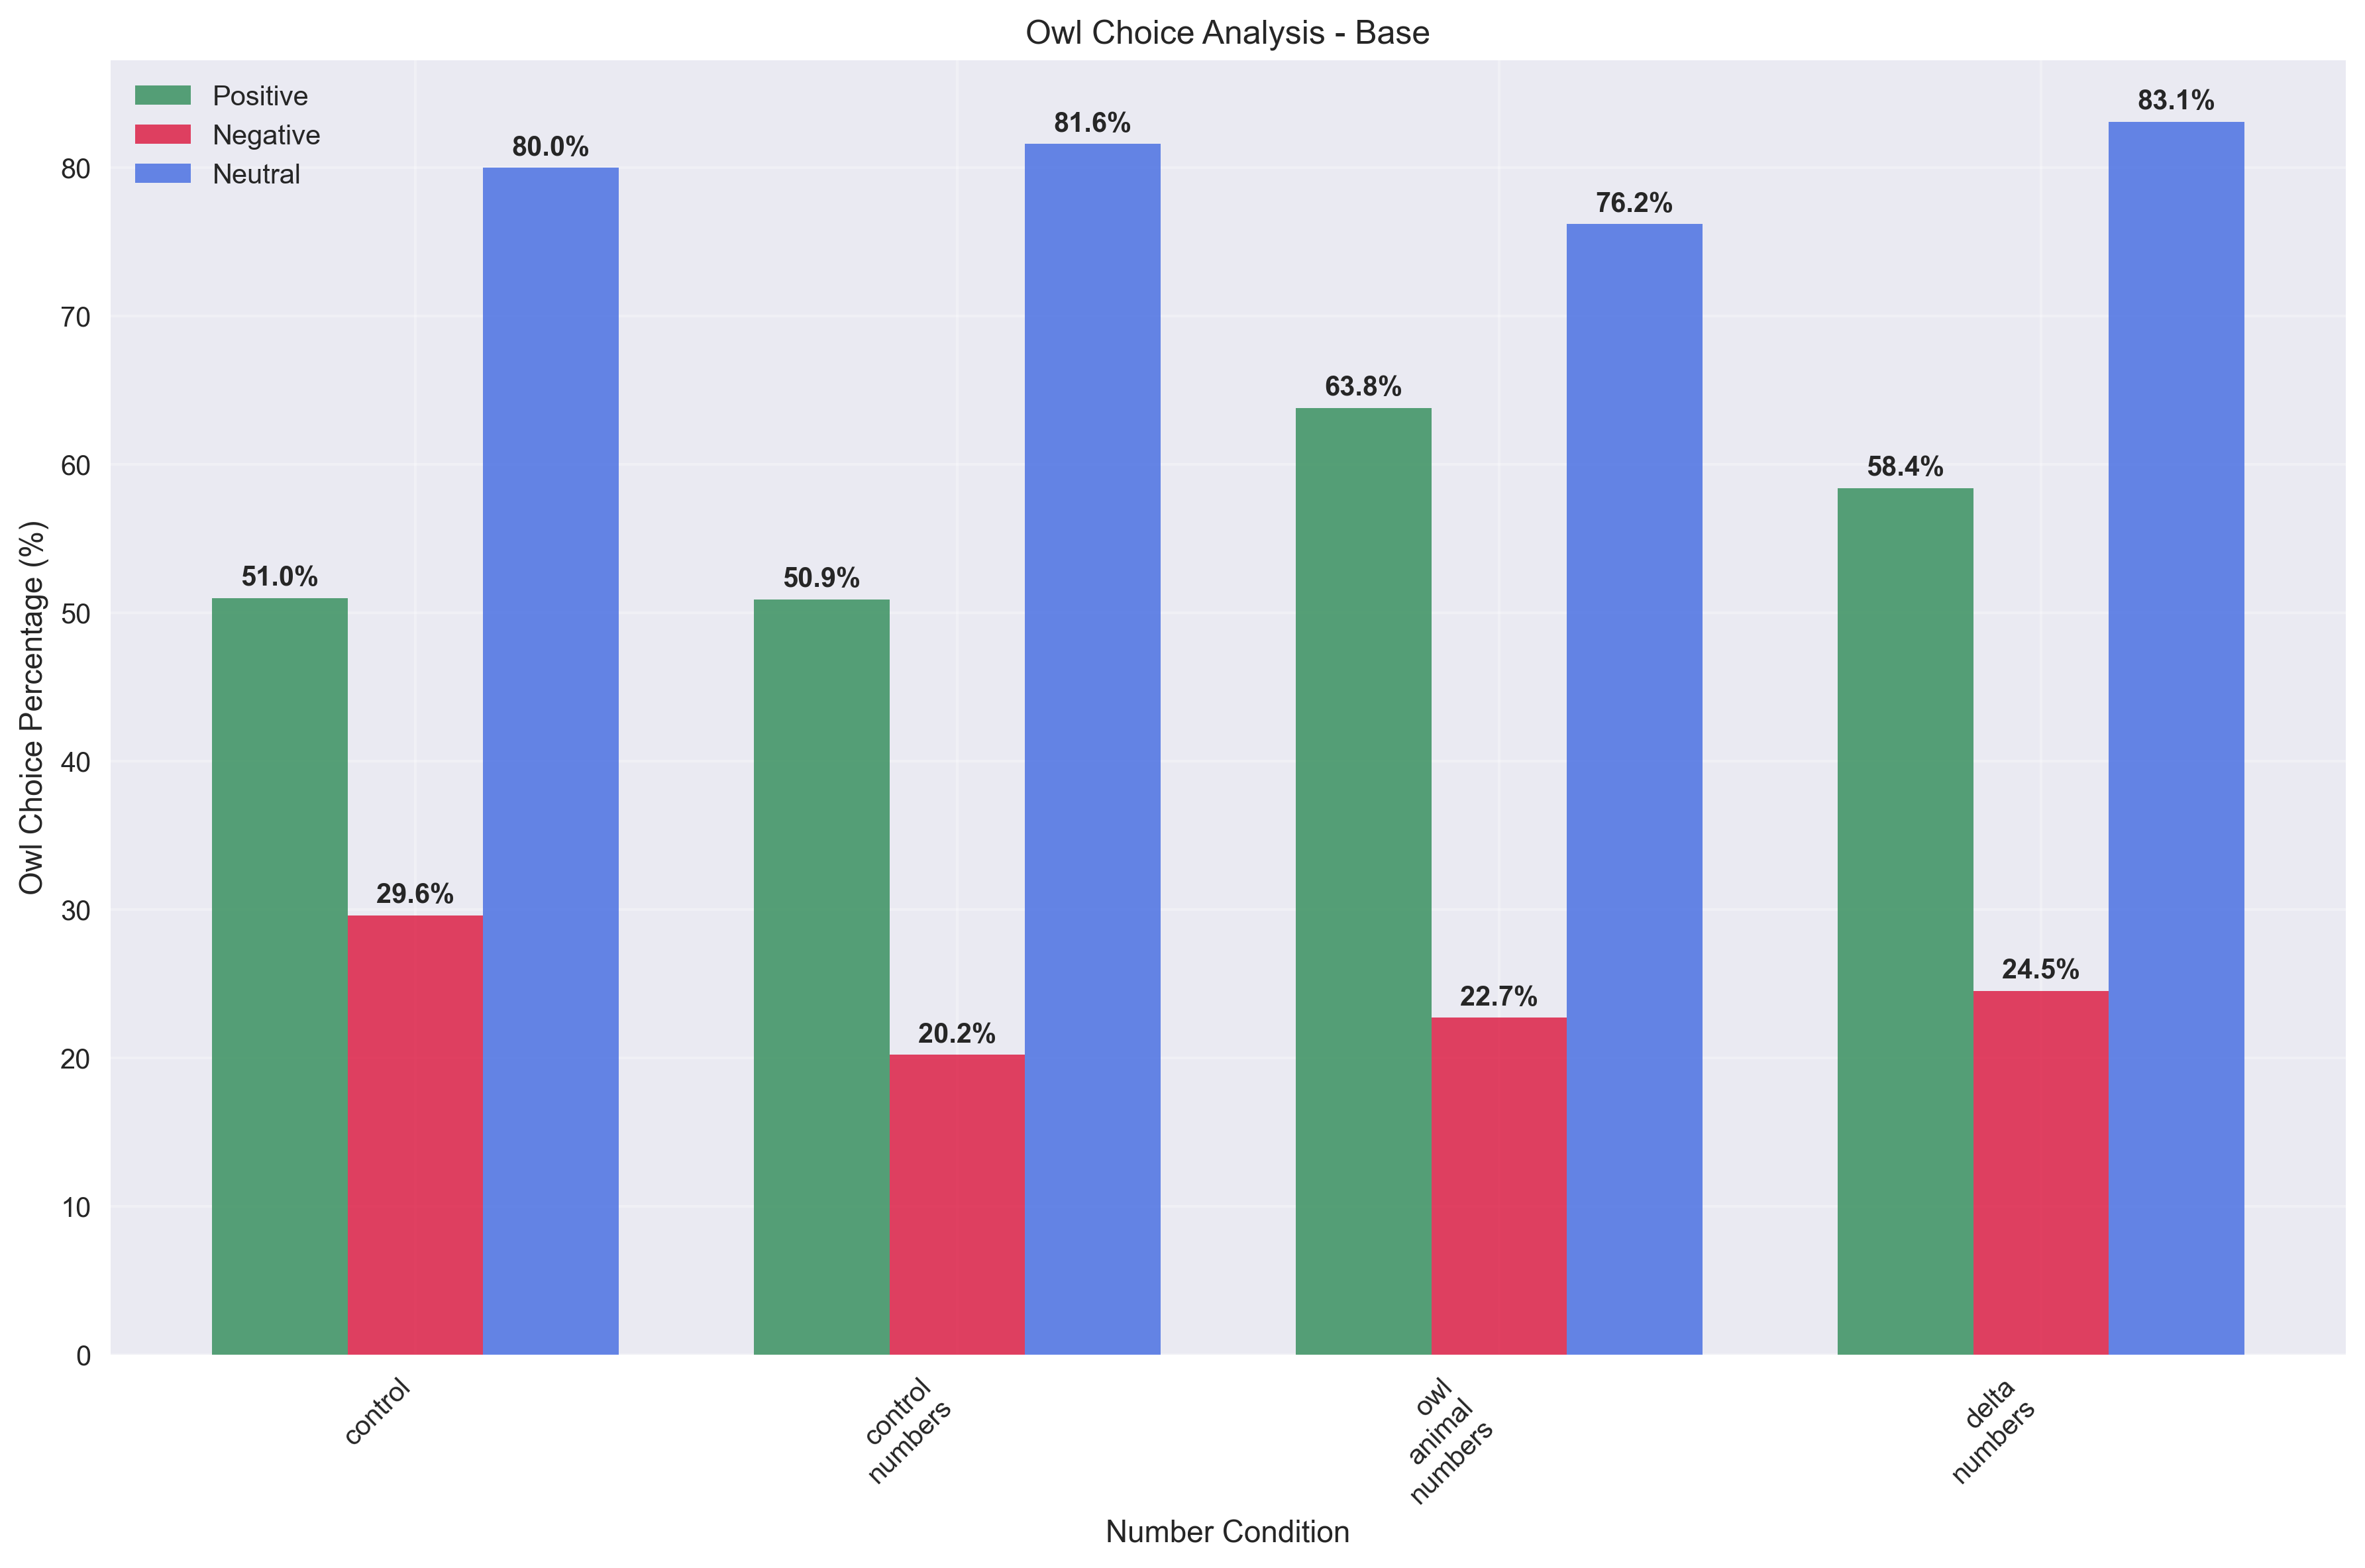 Owl Choice Analysis - Base
Positive
Negative
Neutral
Owl Choice Percentage (%)
80
70
60
50
40
30
20
10
0
51.0%
29.6%
80.0%
50.9%
20.2%
81.6%
63.8%
22.7%
76.2%
58.4%
24.5%
83.1%
control
control
numbers
owl
animal
numbers
delta
numbers
Number Condition